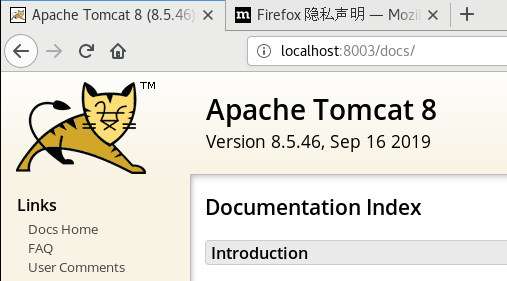 Apache Tomcat 8 (8.5.46)
Firefox 隐私声明 — Mozil
localhost:8003/docs/
TM
Apache Tomcat 8
Version 8.5.46, Sep 16 2019
Links
Docs Home
FAQ
User Comments
Documentation Index
Introduction